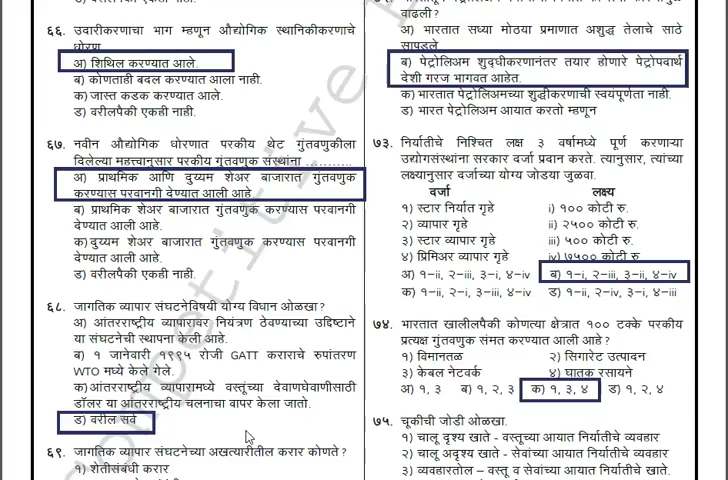 ड) वरीलपैकी एकही नाही.
६६. उदारीकरणाचा भाग म्हणून औद्योगिक स्थानिकीकरणाचे
धोरण
अ) शिथिल करण्यात आले.
ब) कोणताही बदल करण्यात आला नाही.
क) जास्त कडक करण्यात आले.
ड) वरीलपैकी एकही नाही.
६७. नवीन औद्योगिक धोरणात परकीय थेट गुंतवणुकीला
दिलेल्या महत्त्वानुसार परकीय गुंतवणुक संस्थांना ...........
अ) प्राथमिक आणि दुय्यम शेअर बाजारात गुंतवणुक
करण्यास परवानगी देण्यात आली आहे
ब) प्राथमिक शेअर बाजारात गुंतवणुक करण्यास परवानगी
देण्यात आली आहे.
क) दुय्यम शेअर बाजारात गुंतवणुक करण्यास परवानगी
देण्यात आली आहे.
ड) वरीलपैकी एकही नाही.
६८. जागतिक व्यापार संघटनेविषयी योग्य विधान ओळखा?
अ) आंतरराष्ट्रीय व्यापारावर नियंत्रण ठेवण्याच्या उद्दिष्टाने
या संघटनेची स्थापना केली आहे.
ब) १ जानेवारी १९९५ रोजी GATT कराराचे रुपांतरण
WTO मध्ये केले गेले.
क)आंतरराष्ट्रीय व्यापारामध्ये वस्तूंच्या देवाणघेवाणीसाठी
डॉलर या आंतरराष्ट्रीय चलनाचा वापर केला जातो.
ड) वरील सर्व
६९. जागतिक व्यापार संघटनेच्या अखत्यारीतील करार कोणते?
१) शेतीसंबंधी करार
वाढली?
अ) भारतात सध्या मोठया प्रमाणात अशुद्ध तेलाचे साठे
सापडले
ब) पेट्रोलिअम शुद्धीकरणानंतर तयार होणारे पेट्रोपदार्थ
देशी गरज भागवत आहेत.
क) भारतात पेट्रोलिअमच्या शुद्धीकरणाची स्वयंपूर्णता नाही.
ड) भारत पेट्रोलिअम आयात करतो म्हणून
७३. निर्यातीचे निश्चित लक्ष ३ वर्षामध्ये पूर्ण करणाऱ्या
उद्योगसंस्थांना सरकार दर्जा प्रदान करते. त्यानुसार, त्यांच्या
लक्ष्यानुसार दर्जाच्या योग्य जोडया जुळवा.
दर्जा लक्ष्य
१) स्टार निर्यात गृहे i) १०० कोटी रु.
२) व्यापार गृहे ii) २५०० कोटी रु.
३) स्टार व्यापार गृहे iii) ५०० कोटी रु.
४) प्रिमिअर व्यापार गृहे iv) ७५०० कोटी रु.
अ) १–ii, २–iii, ३–i, ४–iv ब) १–i, २–iii, ३–ii, ४–iv
क) १–ii, २–i, ३–iii, ४–iv ड) १–ii, २–iv, ३–i, ४–iii
७४. भारतात खालीलपैकी कोणत्या क्षेत्रात १०० टक्के परकीय
प्रत्यक्ष गुंतवणुक संमत करण्यात आली आहे?
१) विमानतळ २) सिगारेट उत्पादन
३) केबल नेटवर्क ४) घातक रसायने
अ) १, ३ ब) १, २, ३ क) १, ३, ४ ड) १, २, ४
७५. चूकीची जोडी ओळखा.
१) चालू दृश्य खाते - वस्तूच्या आयात निर्यातीचे व्यवहार
२) चालू अदृश्य खाते - सेवांच्या आयात निर्यातीचे व्यवहार
३) व्यवहारतोल – वस्तू व सेवांच्या आयात निर्यातीचे खाते.